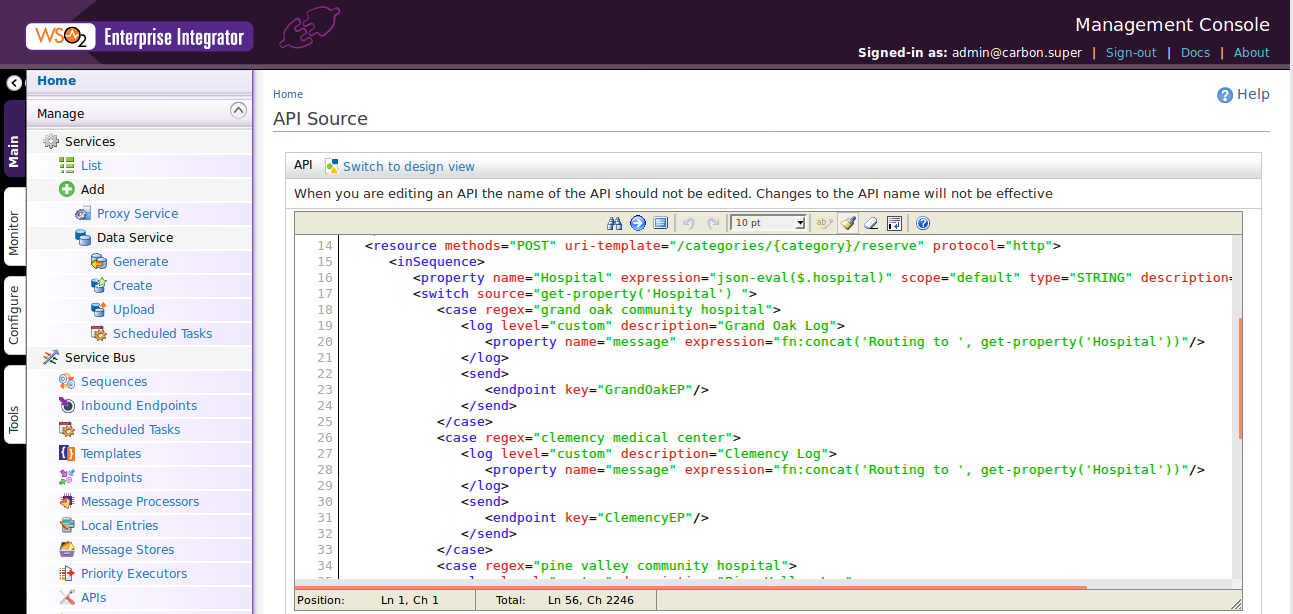 WSO2 Enterprise Integrator
Management Console
Signed-in as: admin@carbon.super | Sign-out | Docs | About
Main
Monitor
Configure
Tools
Home
Manage
Services
List
Add
Proxy Service
Data Service
Generate
Create
Upload
Scheduled Tasks
Service Bus
Sequences
Inbound Endpoints
Scheduled Tasks
Templates
Endpoints
Message Processors
Local Entries
Message Stores
Priority Executors
APIs
Home
Help
API Source
API Switch to design view
When you are editing an API the name of the API should not be edited. Changes to the API name will not be effective
10 pt
14 <resource methods="POST" uri-template="/categories/{category}/reserve" protocol="http">
15 <inSequence>
16 <property name="Hospital" expression="json-eval($.hospital)" scope="default" type="STRING" description=
17 <switch source="get-property('Hospital') ">
18 <case regex="grand oak community hospital">
19 <log level="custom" description="Grand Oak Log">
20 <property name="message" expression="fn:concat('Routing to ', get-property('Hospital'))"/>
21 </log>
22 <send>
23 <endpoint key="GrandOakEP"/>
24 </send>
25 </case>
26 <case regex="clemency medical center">
27 <log level="custom" description="Clemency Log">
28 <property name="message" expression="fn:concat('Routing to ', get-property('Hospital'))"/>
29 </log>
30 <send>
31 <endpoint key="ClemencyEP"/>
32 </send>
33 </case>
34 <case regex="pine valley community hospital">
Position: Ln 1, Ch 1 Total: Ln 56, Ch 2246